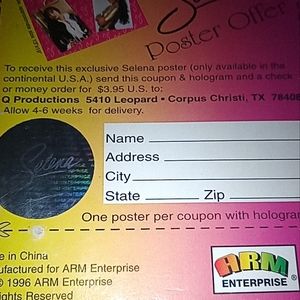 Poster Offer
To receive this exclusive Selena poster (only available in the
continental U.S.A.) send this coupon & hologram and a check
or money order for $3.95 U.S. to:
Q Productions 5410 Leopard • Corpus Christi, TX 78408
Allow 4-6 weeks for delivery.
Name
Address
City
State Zip
Selena
One poster per coupon with hologram
e in China
ufactured for ARM Enterprise
© 1996 ARM Enterprise
ights Reserved
ARM
ENTERPRISE